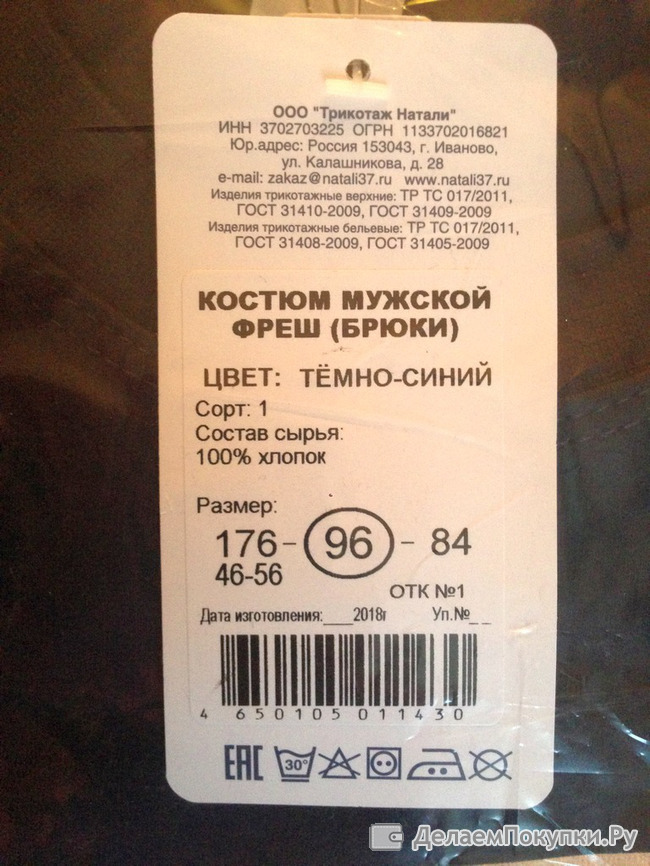 ООО "Трикотаж Натали"
ИНН 3702703225 ОГРН 1133702016821
Юр.адрес: Россия 153043, г. Иваново,
ул. Калашникова, д. 28
e-mail: zakaz@natali37.ru www.natali37.ru
Изделия трикотажные верхние: ТР ТС 017/2011,
ГОСТ 31410-2009, ГОСТ 31409-2009
Изделия трикотажные бельевые: ТР ТС 017/2011,
ГОСТ 31408-2009, ГОСТ 31405-2009
КОСТЮМ МУЖСКОЙ
ФРЕШ (БРЮКИ)
ЦВЕТ: ТЁМНО-СИНИЙ
Сорт: 1
Состав сырья:
100% хлопок
Размер:
176- 96 - 84
46-56
ОТК №1
Дата изготовления:___2018г Уп.№_ _
4 650105 011430
ЕАС 30°
ДелаемПокупки.Ру